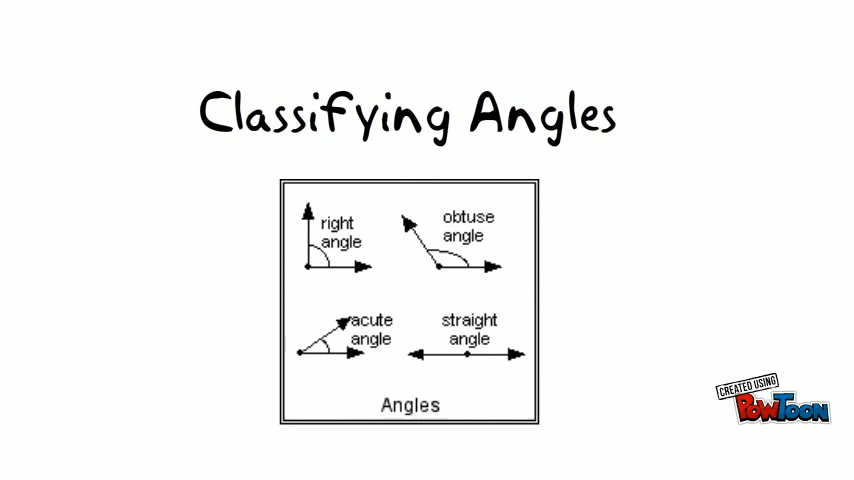 Classifying Angles
right
angle
obtuse
angle
acute
angle
straight
angle
Angles
CREATED USING
POWTOON